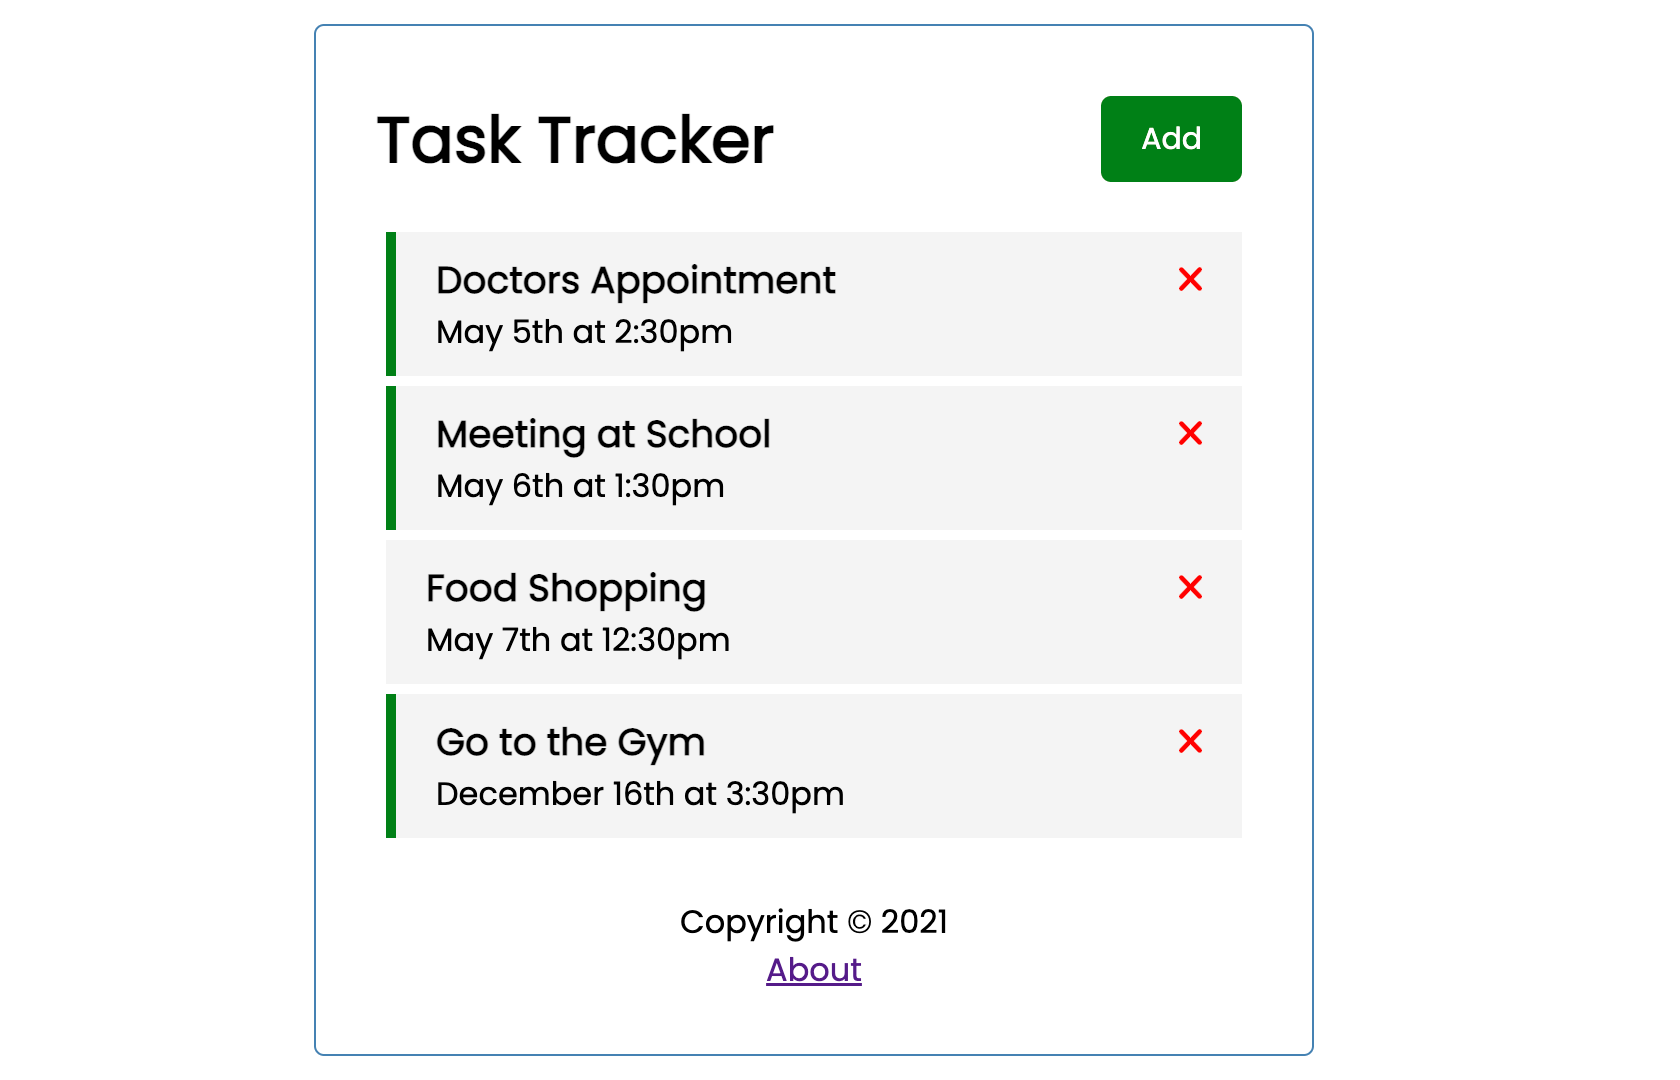 Task Tracker
Add
Doctors Appointment
May 5th at 2:30pm
Meeting at School
May 6th at 1:30pm
Food Shopping
May 7th at 12:30pm
Go to the Gym
December 16th at 3:30pm
Copyright © 2021
About